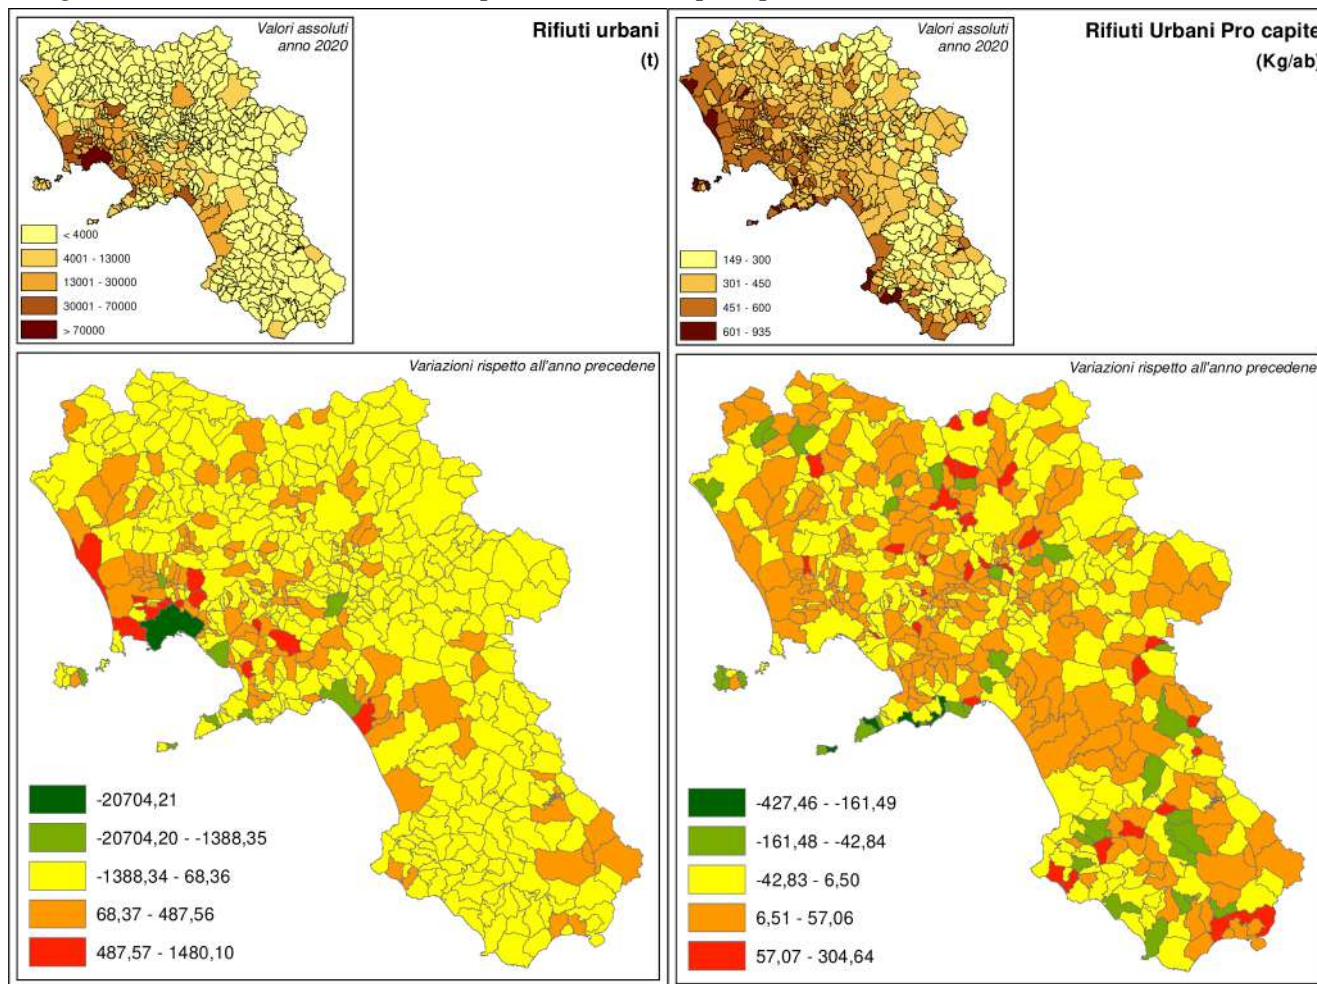 Valori assoluti
anno 2020
Rifiuti urbani
(t)
< 4000
4001 - 13000
13001 - 30000
30001 - 70000
> 70000
Valori assoluti
anno 2020
Rifiuti Urbani Pro capite
(Kg/ab)
149 - 300
301 - 450
451 - 600
601 - 935
Variazioni rispetto all'anno precedene
-20704,21
-20704,20 - -1388,35
-1388,34 - 68,36
68,37 - 487,56
487,57 - 1480,10
Variazioni rispetto all'anno precedene
-427,46 - -161,49
-161,48 - -42,84
-42,83 - 6,50
6,51 - 57,06
57,07 - 304,64